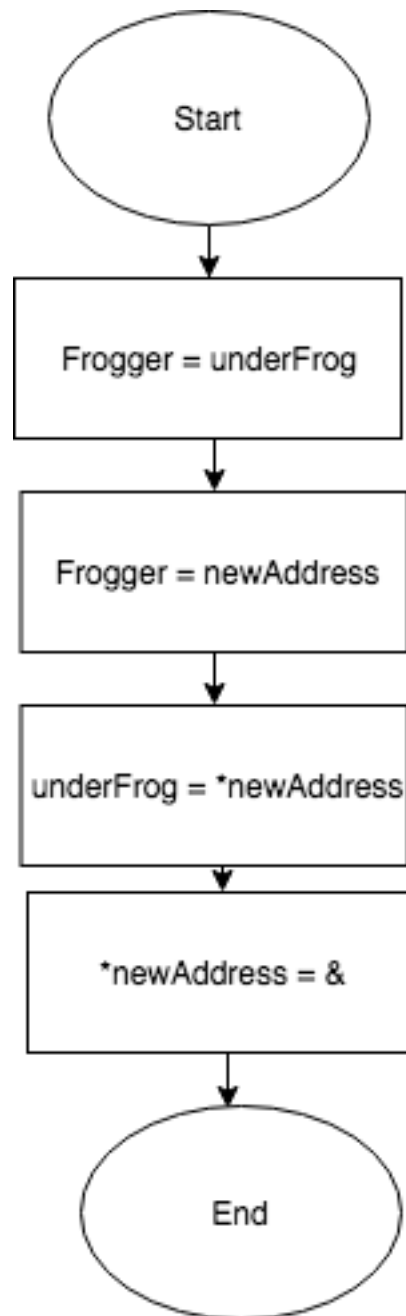 Start
Frogger = underFrog
Frogger = newAddress
underFrog = *newAddress
*newAddress = &
End